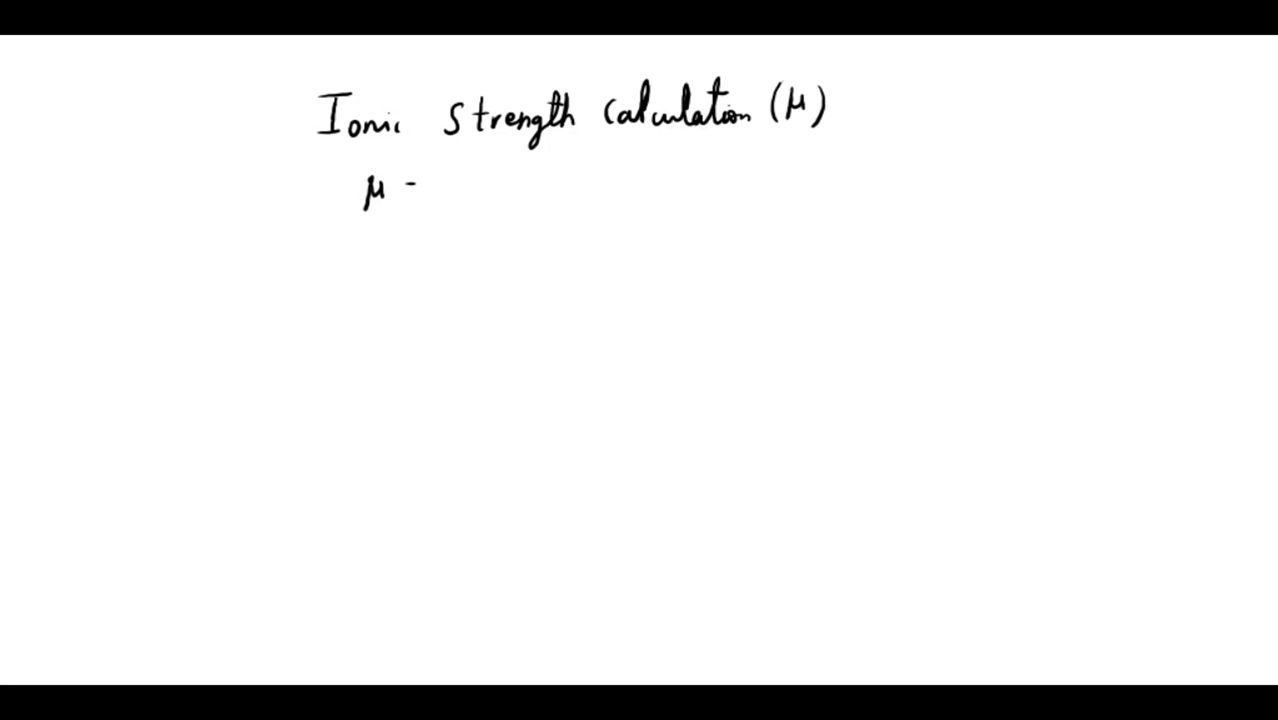 Ionic Strength calculation (μ)
μ -